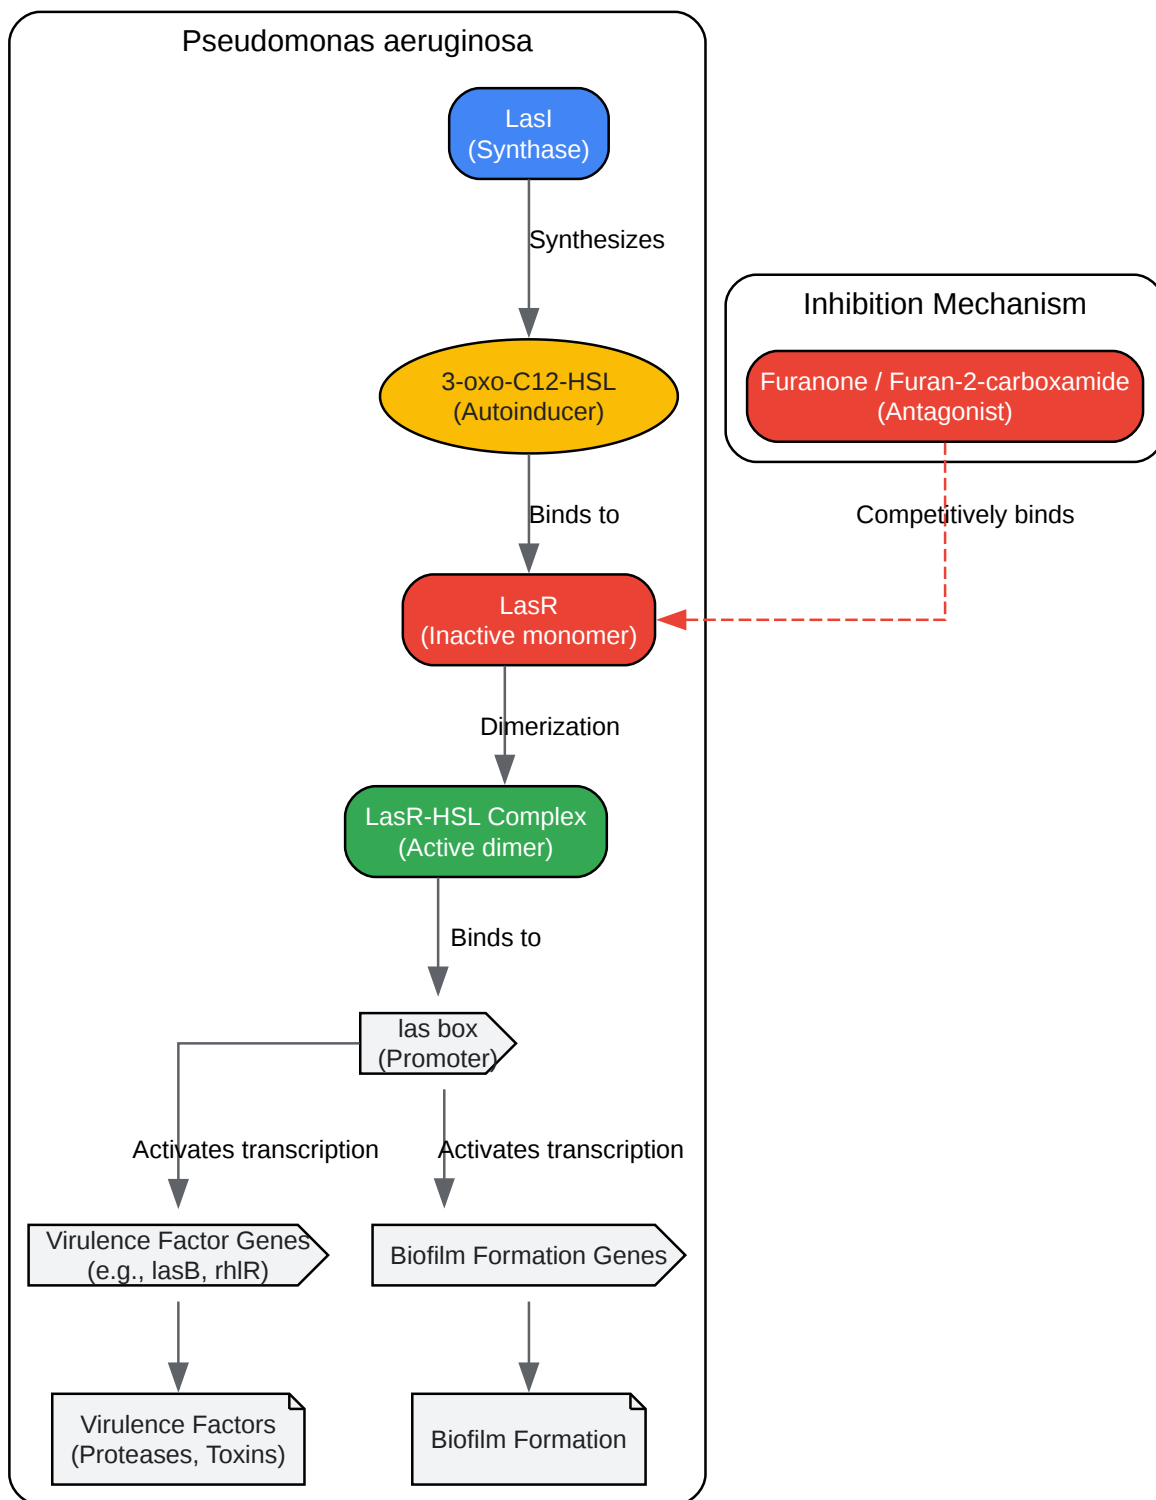 Pseudomonas aeruginosa
LasI
(Synthase)
Synthesizes
Inhibition Mechanism
3-oxo-C12-HSL
(Autoinducer)
Furanone / Furan-2-carboxamide
(Antagonist)
Binds to
Competitively binds
LasR
(Inactive monomer)
Dimerization
LasR-HSL Complex
(Active dimer)
Binds to
las box
(Promoter)
Activates transcription
Activates transcription
Virulence Factor Genes
(e.g., lasB, rhlR)
Biofilm Formation Genes
Virulence Factors
(Proteases, Toxins)
Biofilm Formation